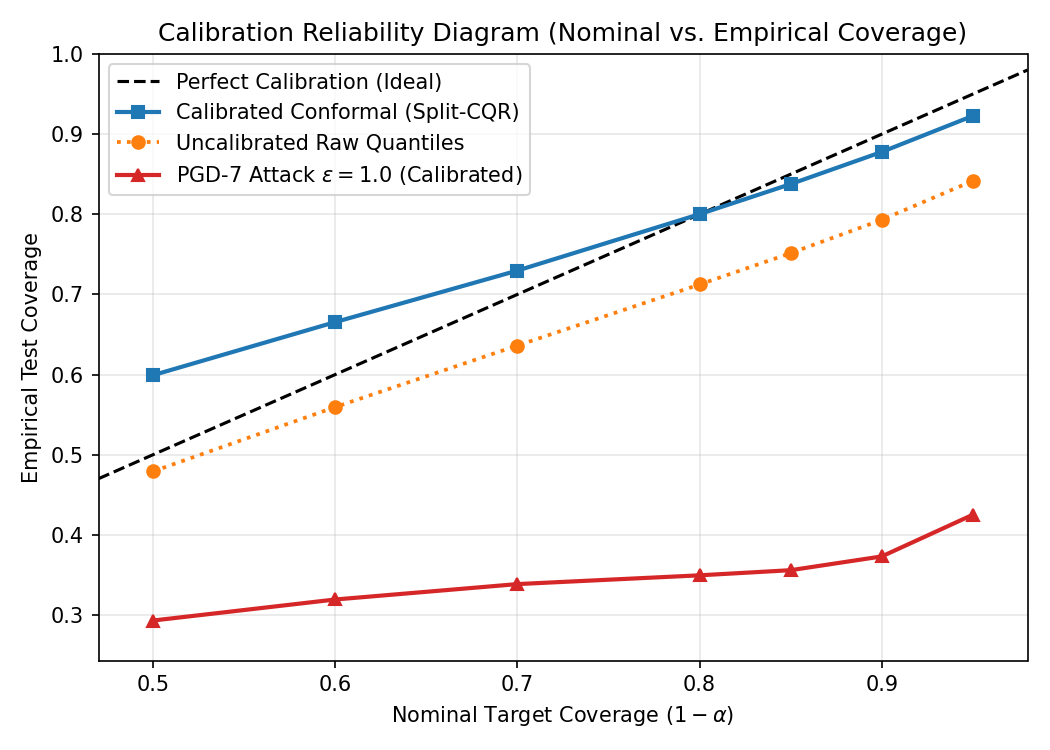 Calibration Reliability Diagram (Nominal vs. Empirical Coverage)
Perfect Calibration (Ideal)
Calibrated Conformal (Split-CQR)
Uncalibrated Raw Quantiles
PGD-7 Attack ε = 1.0 (Calibrated)
Empirical Test Coverage
1.0
0.9
0.8
0.7
0.6
0.5
0.4
0.3
0.5 0.6 0.7 0.8 0.9
Nominal Target Coverage (1 − α)